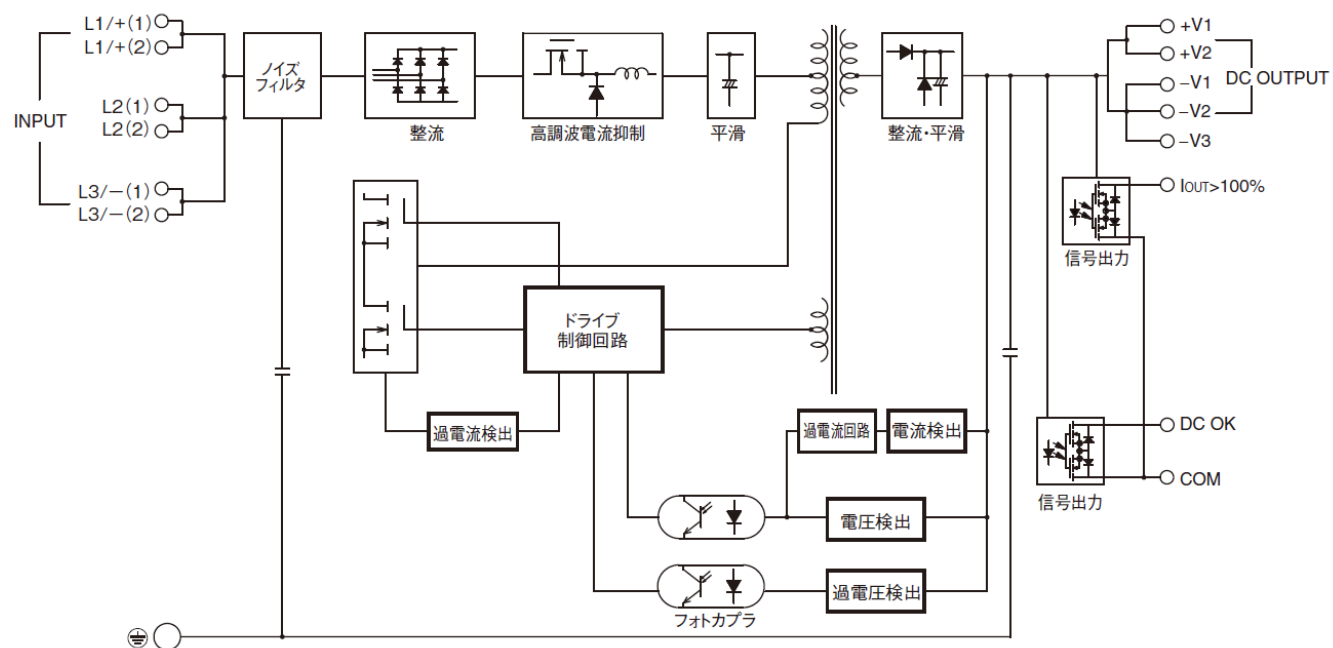 L1/+(1)
L1/+(2)
INPUT
L2(1)
L2(2)
L3/−(1)
L3/−(2)
ノイズ
フィルタ
整流
高調波電流抑制
平滑
整流・平滑
+V1
+V2
DC OUTPUT
−V1
−V2
−V3
IOUT>100%
信号出力
ドライブ
制御回路
過電流検出
過電流回路
電流検出
DC OK
COM
信号出力
電圧検出
過電圧検出
フォトカプラ